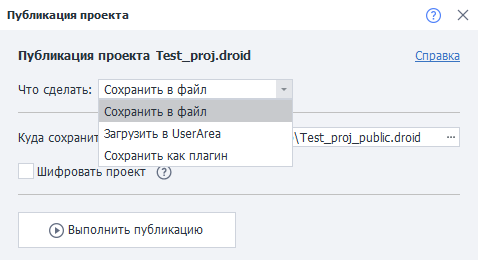 Публикация проекта
Публикация проекта Test_proj.droid
Справка
Что сделать: Сохранить в файл
Сохранить в файл
Загрузить в UserArea
Сохранить как плагин
Куда сохранит \Test_proj_public.droid ...
Шифровать проект ?
Выполнить публикацию